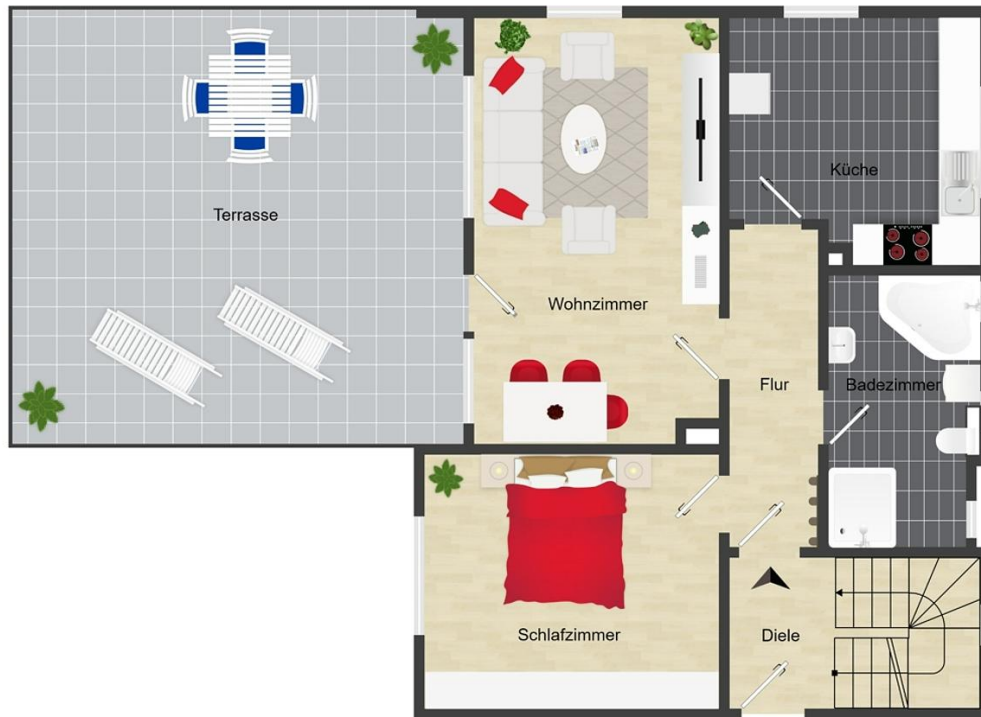 Küche
Terrasse
Wohnzimmer
Flur
Badezimmer
Schlafzimmer
Diele